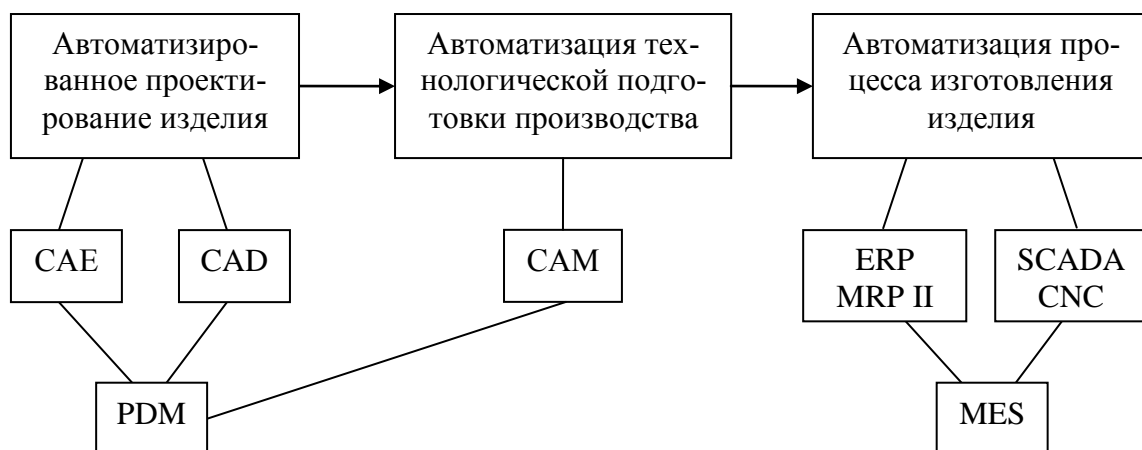 Автоматизиро-
ванное проекти-
рование изделия
Автоматизация тех-
нологической подго-
товки производства
Автоматизация про-
цесса изготовления
изделия
CAE
CAD
CAM
ERP
MRP II
SCADA
CNC
PDM
MES